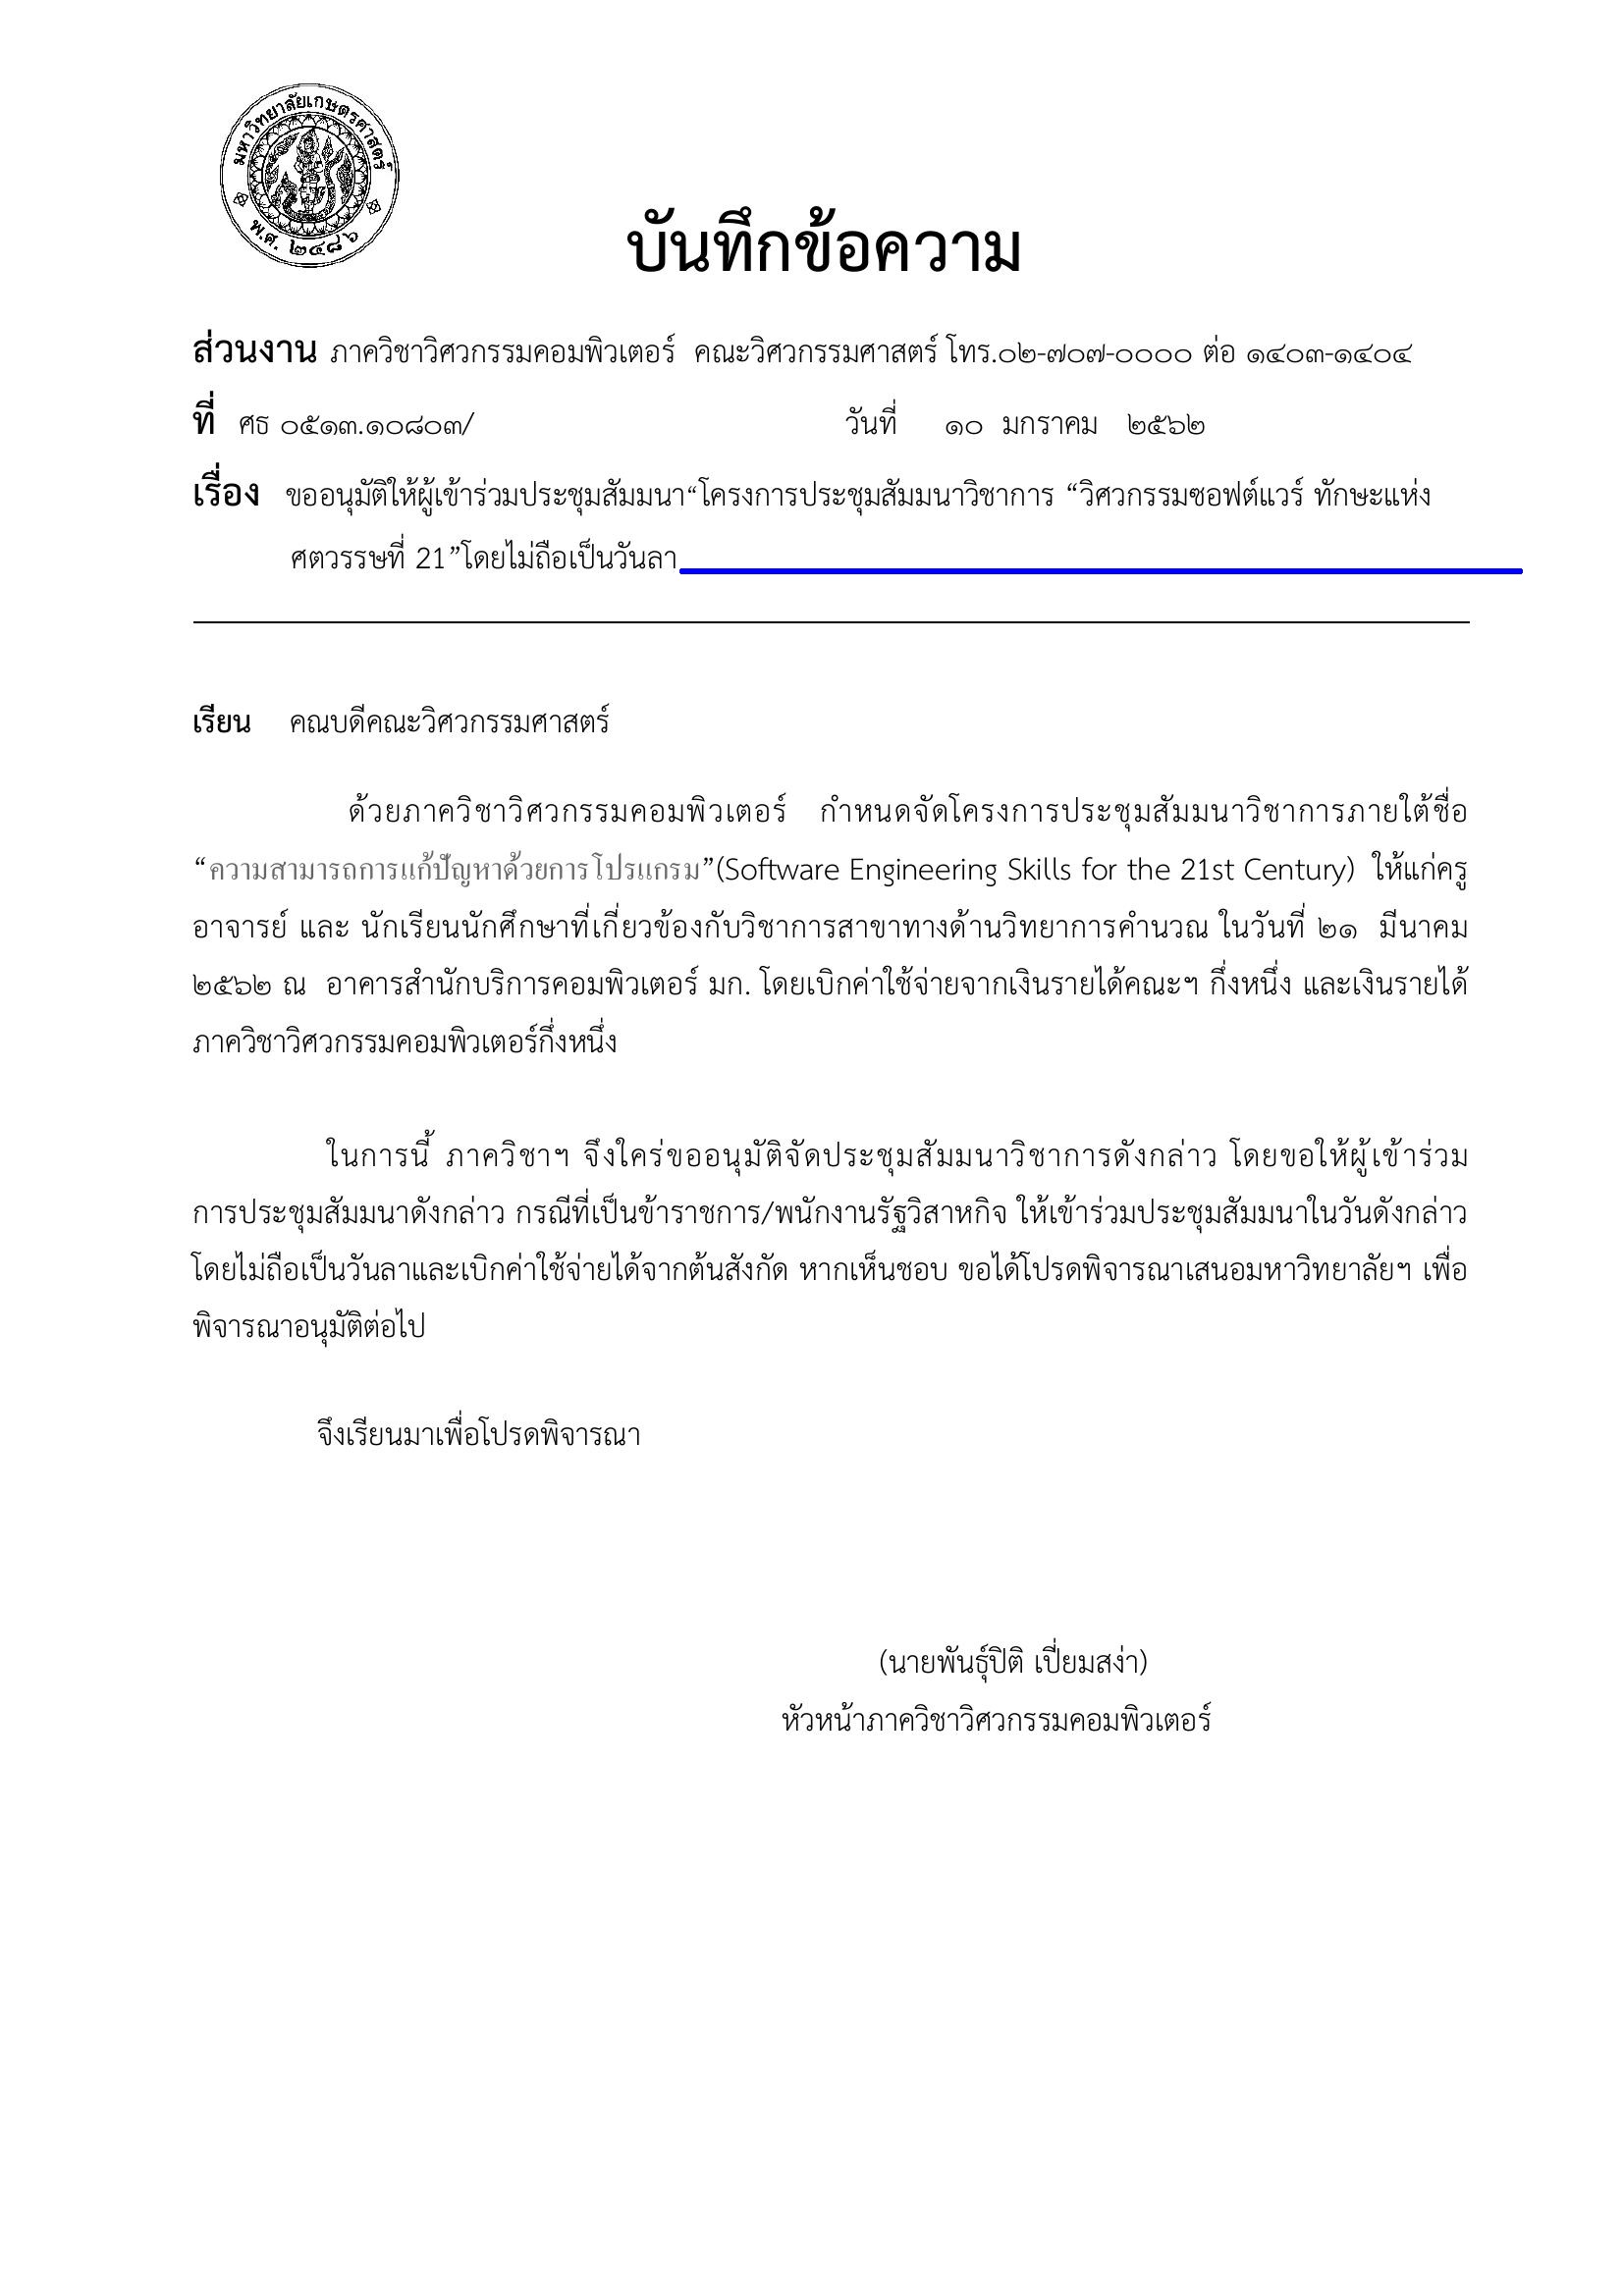 มหาวิทยาลัยเกษตรศาสตร์
พ.ศ. ๒๔๘๖
บันทึกข้อความ
ส่วนงาน ภาควิชาวิศวกรรมคอมพิวเตอร์ คณะวิศวกรรมศาสตร์ โทร.๐๒-๗๐๗-๐๐๐๐ ต่อ ๑๔๐๓-๑๔๐๔
ที่ ศธ ๐๕๑๓.๑๐๘๐๓/ วันที่ ๑๐ มกราคม ๒๕๖๒
เรื่อง ขออนุมัติให้ผู้เข้าร่วมประชุมสัมมนา“โครงการประชุมสัมมนาวิชาการ “วิศวกรรมซอฟต์แวร์ ทักษะแห่ง
ศตวรรษที่ 21”โดยไม่ถือเป็นวันลา
เรียน คณบดีคณะวิศวกรรมศาสตร์
ด้วยภาควิชาวิศวกรรมคอมพิวเตอร์ กำหนดจัดโครงการประชุมสัมมนาวิชาการภายใต้ชื่อ
“ความสามารถการแก้ปัญหาด้วยการโปรแกรม”(Software Engineering Skills for the 21st Century) ให้แก่ครู
อาจารย์ และ นักเรียนนักศึกษาที่เกี่ยวข้องกับวิชาการสาขาทางด้านวิทยาการคำนวณ ในวันที่ ๒๑ มีนาคม
๒๕๖๒ ณ อาคารสำนักบริการคอมพิวเตอร์ มก. โดยเบิกค่าใช้จ่ายจากเงินรายได้คณะฯ กึ่งหนึ่ง และเงินรายได้
ภาควิชาวิศวกรรมคอมพิวเตอร์กึ่งหนึ่ง
ในการนี้ ภาควิชาฯ จึงใคร่ขออนุมัติจัดประชุมสัมมนาวิชาการดังกล่าว โดยขอให้ผู้เข้าร่วม
การประชุมสัมมนาดังกล่าว กรณีที่เป็นข้าราชการ/พนักงานรัฐวิสาหกิจ ให้เข้าร่วมประชุมสัมมนาในวันดังกล่าว
โดยไม่ถือเป็นวันลาและเบิกค่าใช้จ่ายได้จากต้นสังกัด หากเห็นชอบ ขอได้โปรดพิจารณาเสนอมหาวิทยาลัยฯ เพื่อ
พิจารณาอนุมัติต่อไป
จึงเรียนมาเพื่อโปรดพิจารณา
(นายพันธุ์ปิติ เปี่ยมสง่า)
หัวหน้าภาควิชาวิศวกรรมคอมพิวเตอร์